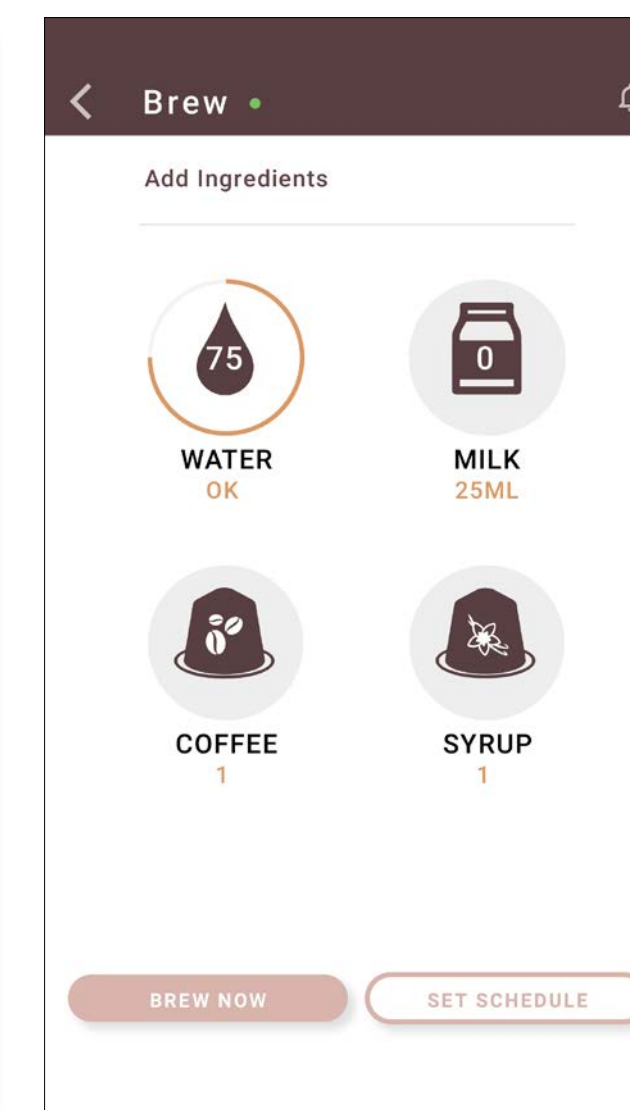 Brew
Add Ingredients
75
0
WATER
MILK
OK
25ML
COFFEE
SYRUP
1
1
BREW NOW
SET SCHEDULE